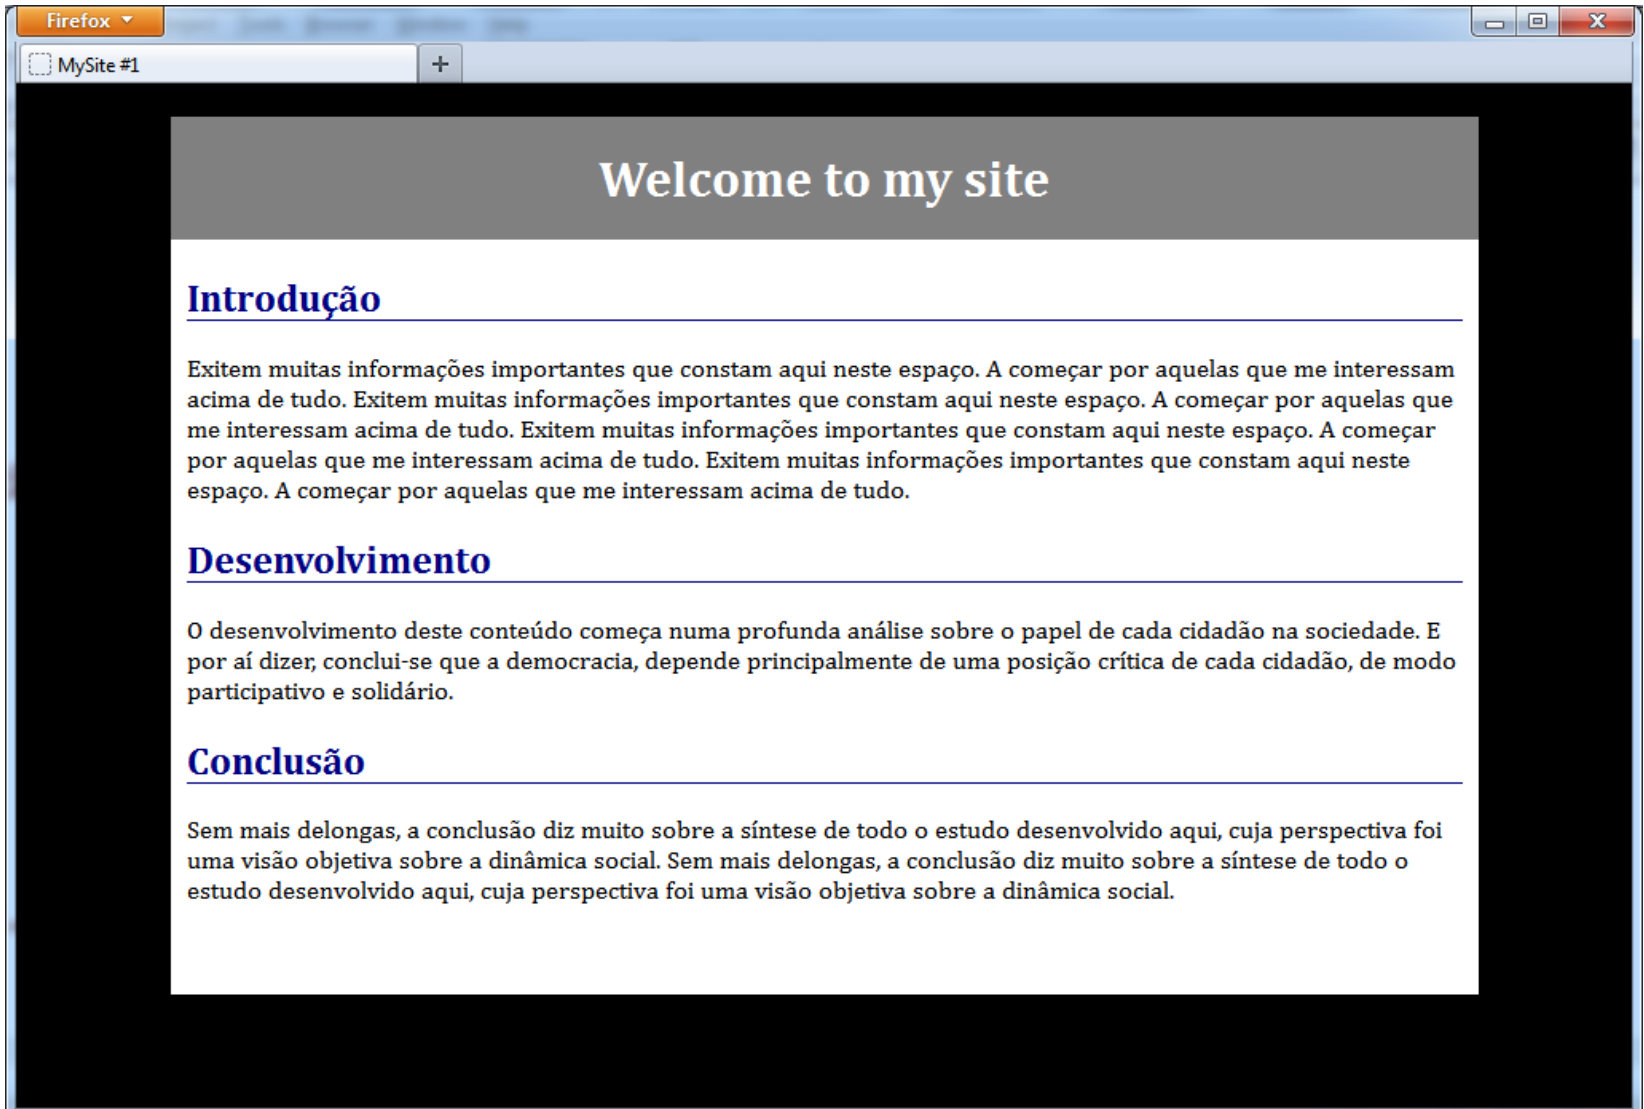 Firefox
MySite #1
Welcome to my site
Introdução
Exitem muitas informações importantes que constam aqui neste espaço. A começar por aquelas que me interessam
acima de tudo. Exitem muitas informações importantes que constam aqui neste espaço. A começar por aquelas que
me interessam acima de tudo. Exitem muitas informações importantes que constam aqui neste espaço. A começar
por aquelas que me interessam acima de tudo. Exitem muitas informações importantes que constam aqui neste
espaço. A começar por aquelas que me interessam acima de tudo.
Desenvolvimento
O desenvolvimento deste conteúdo começa numa profunda análise sobre o papel de cada cidadão na sociedade. E
por aí dizer, conclui-se que a democracia, depende principalmente de uma posição crítica de cada cidadão, de modo
participativo e solidário.
Conclusão
Sem mais delongas, a conclusão diz muito sobre a síntese de todo o estudo desenvolvido aqui, cuja perspectiva foi
uma visão objetiva sobre a dinâmica social. Sem mais delongas, a conclusão diz muito sobre a síntese de todo o
estudo desenvolvido aqui, cuja perspectiva foi uma visão objetiva sobre a dinâmica social.